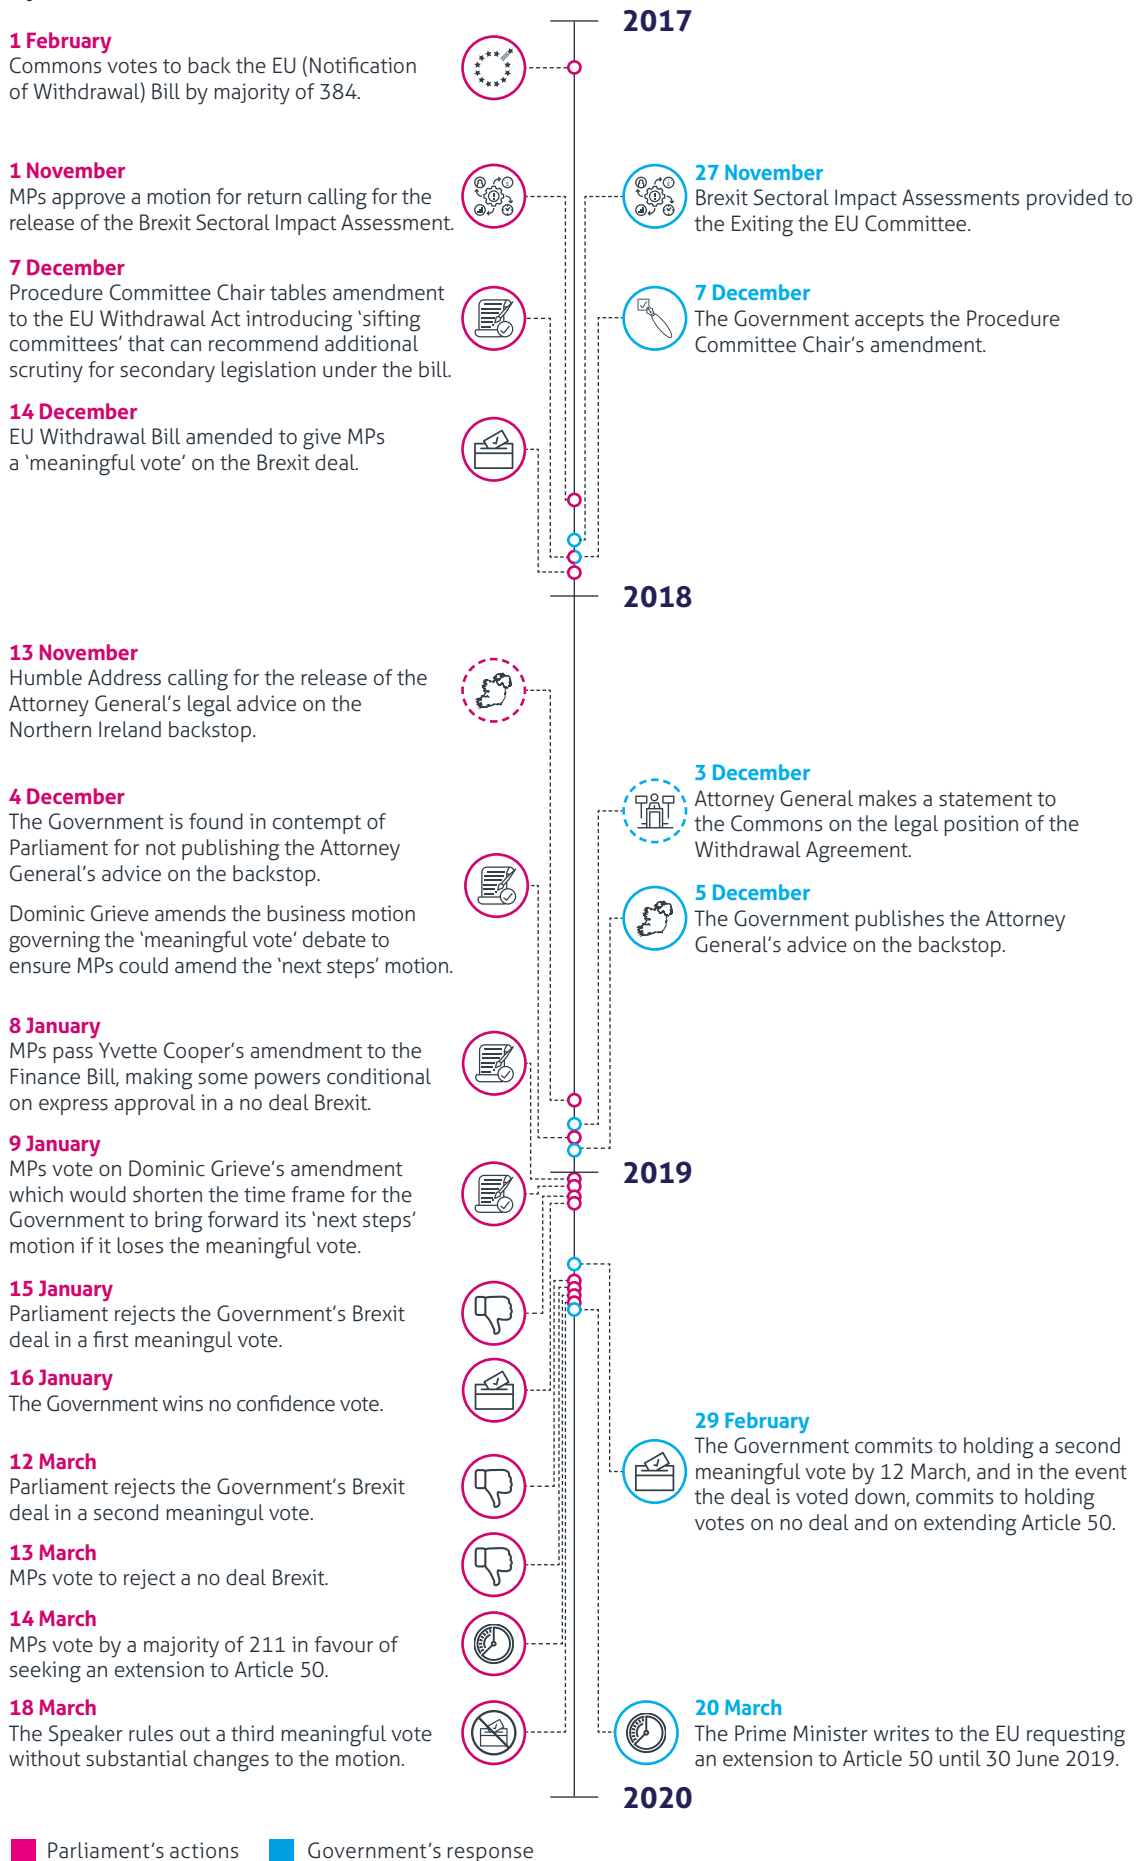 2017
1 February
Commons votes to back the EU (Notification
of Withdrawal) Bill by majority of 384.
1 November
MPs approve a motion for return calling for the
release of the Brexit Sectoral Impact Assessment.
27 November
Brexit Sectoral Impact Assessments provided to
the Exiting the EU Committee.
7 December
Procedure Committee Chair tables amendment
to the EU Withdrawal Act introducing ‘sifting
committees’ that can recommend additional
scrutiny for secondary legislation under the bill.
7 December
The Government accepts the Procedure
Committee Chair’s amendment.
14 December
EU Withdrawal Bill amended to give MPs
a ‘meaningful vote’ on the Brexit deal.
2018
13 November
Humble Address calling for the release of the
Attorney General’s legal advice on the
Northern Ireland backstop.
3 December
Attorney General makes a statement to
the Commons on the legal position of the
Withdrawal Agreement.
4 December
The Government is found in contempt of
Parliament for not publishing the Attorney
General’s advice on the backstop.
Dominic Grieve amends the business motion
governing the ‘meaningful vote’ debate to
ensure MPs could amend the ‘next steps’ motion.
5 December
The Government publishes the Attorney
General’s advice on the backstop.
8 January
MPs pass Yvette Cooper’s amendment to the
Finance Bill, making some powers conditional
on express approval in a no deal Brexit.
2019
9 January
MPs vote on Dominic Grieve’s amendment
which would shorten the time frame for the
Government to bring forward its ‘next steps’
motion if it loses the meaningful vote.
15 January
Parliament rejects the Government’s Brexit
deal in a first meaningul vote.
16 January
The Government wins no confidence vote.
29 February
The Government commits to holding a second
meaningful vote by 12 March, and in the event
the deal is voted down, commits to holding
votes on no deal and on extending Article 50.
12 March
Parliament rejects the Government’s Brexit
deal in a second meaningul vote.
13 March
MPs vote to reject a no deal Brexit.
14 March
MPs vote by a majority of 211 in favour of
seeking an extension to Article 50.
18 March
The Speaker rules out a third meaningful vote
without substantial changes to the motion.
20 March
The Prime Minister writes to the EU requesting
an extension to Article 50 until 30 June 2019.
2020
Parliament’s actions
Government’s response